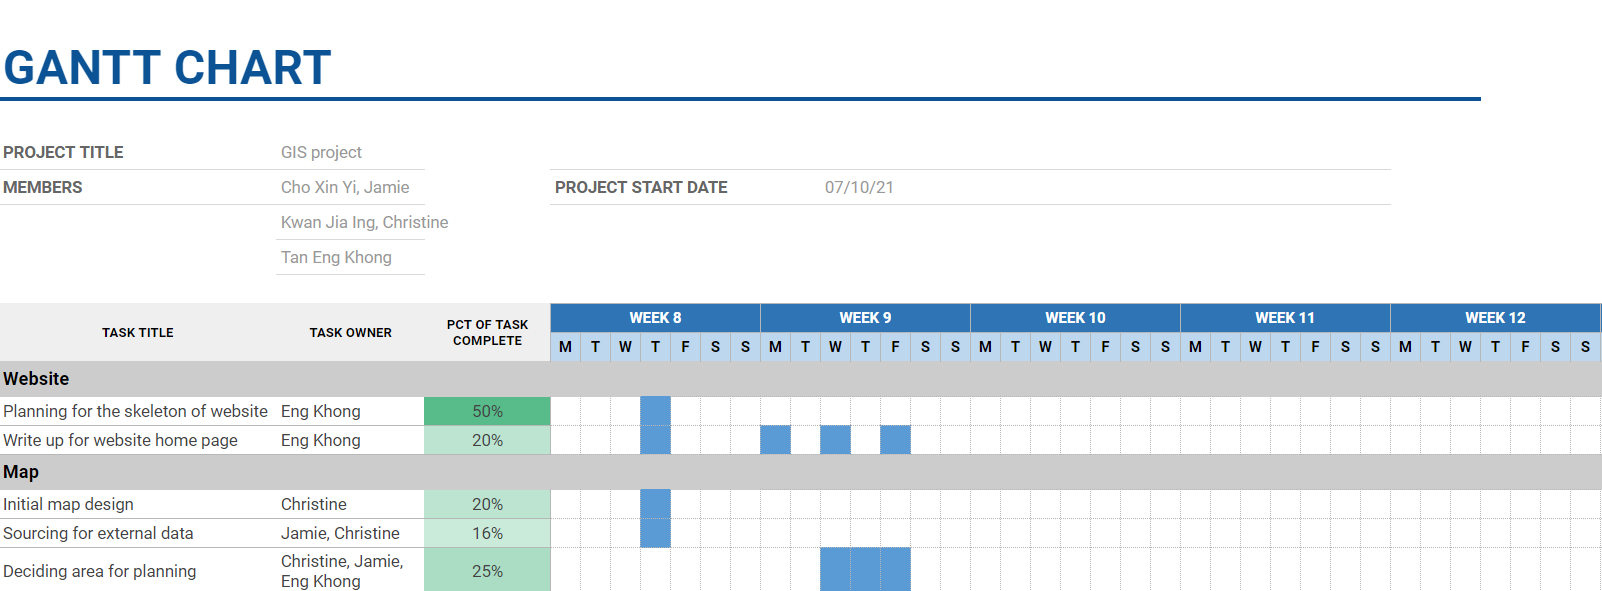 GANTT CHART
PROJECT TITLE GIS project
MEMBERS Cho Xin Yi, Jamie PROJECT START DATE 07/10/21
Kwan Jia Ing, Christine
Tan Eng Khong
TASK TITLE TASK OWNER PCT OF TASK COMPLETE WEEK 8 WEEK 9 WEEK 10 WEEK 11 WEEK 12
M T W T F S S M T W T F S S M T W T F S S M T W T F S S M T W T F S S
Website
Planning for the skeleton of website Eng Khong 50%
Write up for website home page Eng Khong 20%
Map
Initial map design Christine 20%
Sourcing for external data Jamie, Christine 16%
Deciding area for planning Christine, Jamie, Eng Khong 25%